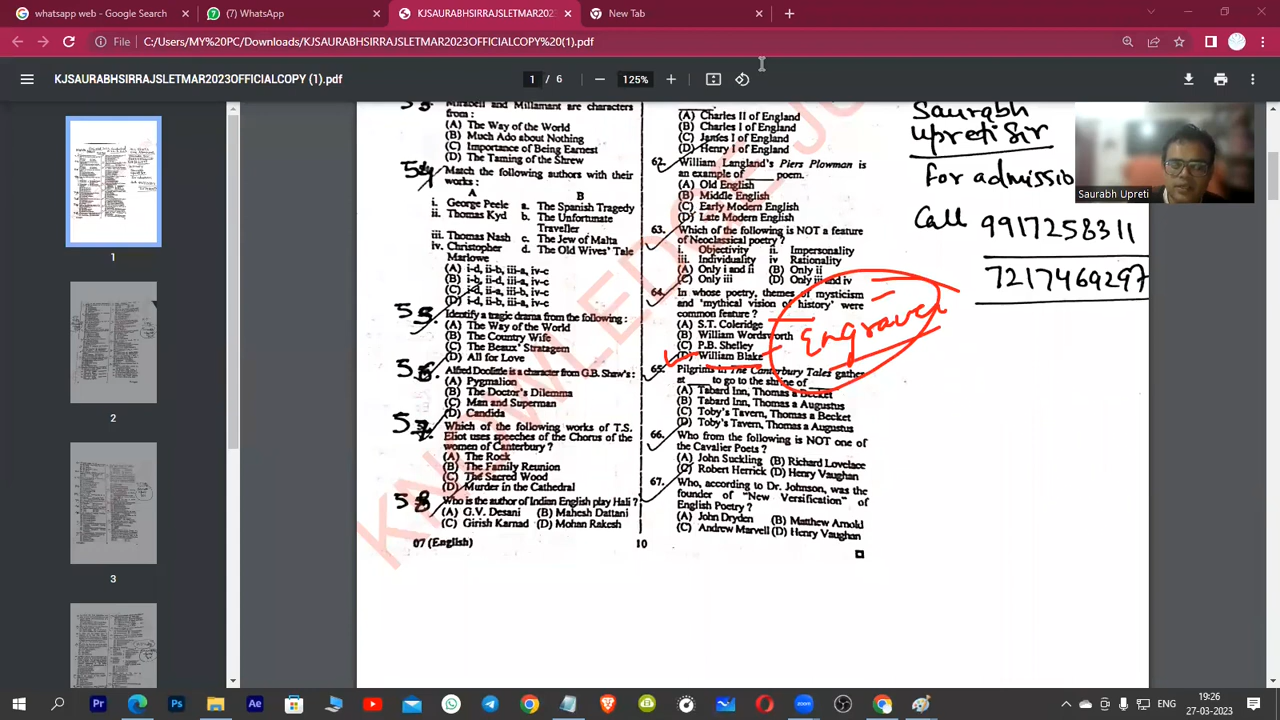 whatsapp web - Google Search
(7) WhatsApp
KJSAURABHSIRRAJSLETMAR2023OFFICIALCOPY
New Tab
File C:/Users/MY%20PC/Downloads/KJSAURABHSIRRAJSLETMAR2023OFFICIALCOPY%20(1).pdf
KJSAURABHSIRRAJSLETMAR2023OFFICIALCOPY (1).pdf
1 / 6
125%
1
2
3
53. Mirabell and Millamant are characters
from :
(A) The Way of the World
(B) Much Ado about Nothing
(C) Importance of Being Earnest
(D) The Taming of the Shrew
54. Match the following authors with their
works :
A B
i. George Peele a. The Spanish Tragedy
ii. Thomas Kyd b. The Unfortunate
Traveller
iii. Thomas Nash c. The Jew of Malta
iv. Christopher d. The Old Wives' Tale
Marlowe
(A) i-d, ii-b, iii-a, iv-c
(B) i-b, ii-d, iii-a, iv-c
(C) i-d, ii-a, iii-b, iv-c
(D) i-d, ii-b, iii-a, iv-c
Identify a tragic drama from the following :
(A) The Way of the World
(B) The Country Wife
(C) The Beaux' Stratagem
(D) All for Love
Alfred Doolittle is a character from G.B. Shaw's :
(A) Pygmalion
(B) The Doctor's Dilemma
(C) Man and Superman
(D) Candida
57. Which of the following works of T.S.
Eliot uses speeches of the Chorus of the
women of Canterbury ?
(A) The Rock
(B) The Family Reunion
(C) The Sacred Wood
(D) Murder in the Cathedral
58 Who is the author of Indian English play Hali ?
(A) G.V. Desani (B) Mahesh Dattani
(C) Girish Karnad (D) Mohan Rakesh
07 (English)
10
(A) Charles II of England
(B) Charles I of England
(C) James I of England
(D) Henry I of England
62. William Langland's Piers Plowman is
an example of _____ poem.
(A) Old English
(B) Middle English
(C) Early Modern English
(D) Late Modern English
63. Which of the following is NOT a feature
of Neoclassical poetry ?
i. Objectivity ii. Impersonality
iii. Individuality iv Rationality
(A) Only i and ii (B) Only ii
(C) Only iii (D) Only iii and iv
64. In whose poetry, themes of mysticism
and 'mythical vision of history' were
common feature ?
(A) S.T. Coleridge
(B) William Wordsworth
(C) P.B. Shelley
(D) William Blake
65. Pilgrims in The Canterbury Tales gather
at ____ to go to the shrine of ____
(A) Tabard Inn, Thomas a Becket
(B) Tabard Inn, Thomas a Augustus
(C) Toby's Tavern, Thomas a Becket
(D) Toby's Tavern, Thomas a Augustus
66. Who from the following is NOT one of
the Cavalier Poets ?
(A) John Suckling (B) Richard Lovelace
(C) Robert Herrick (D) Henry Vaughan
67. Who, according to Dr. Johnson, was the
founder of "New Versification" of
English Poetry ?
(A) John Dryden (B) Matthew Arnold
(C) Andrew Marvell (D) Henry Vaughan
Engraver
KNOWLEDGE
Saurabh
Upreti Sir
for admissio
Call 9917258311
7217469297
Saurabh Upreti
ENG
19:26
27-03-2023